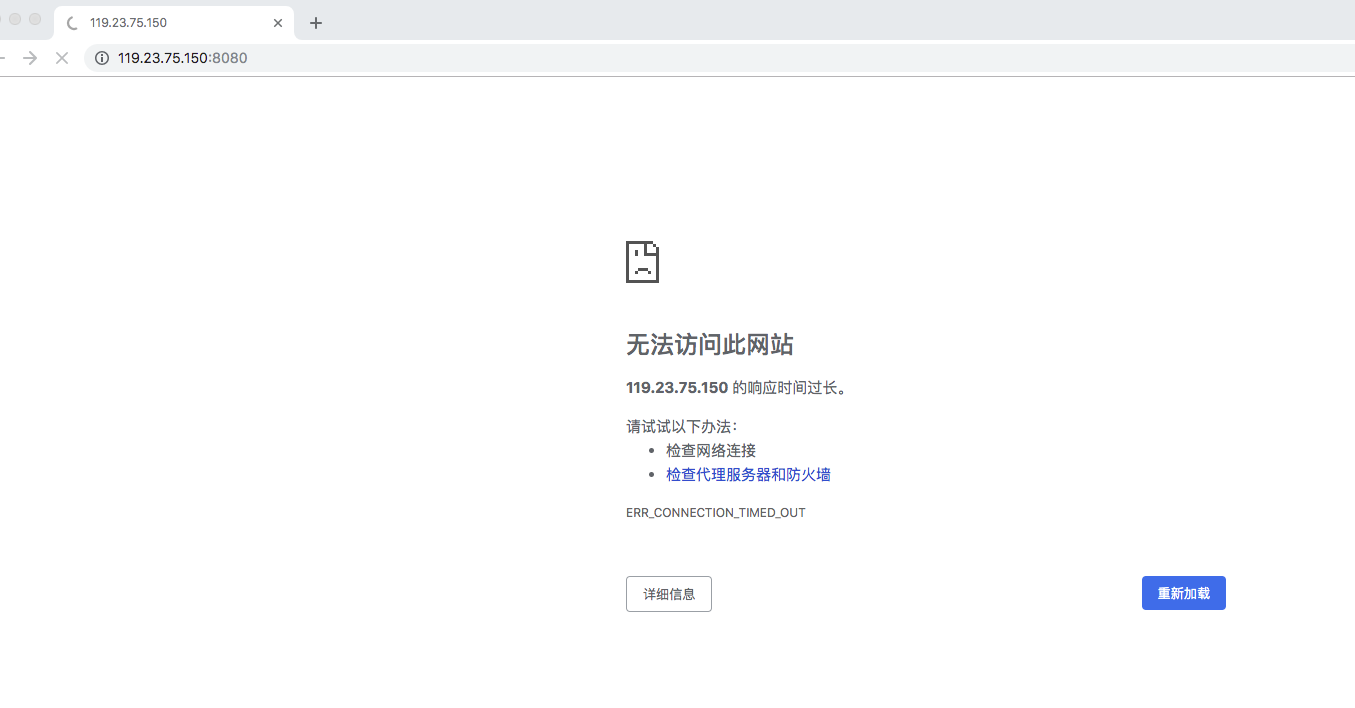 119.23.75.150
119.23.75.150:8080
无法访问此网站
119.23.75.150 的响应时间过长。
请试试以下办法：
检查网络连接
检查代理服务器和防火墙
ERR_CONNECTION_TIMED_OUT
详细信息
重新加载